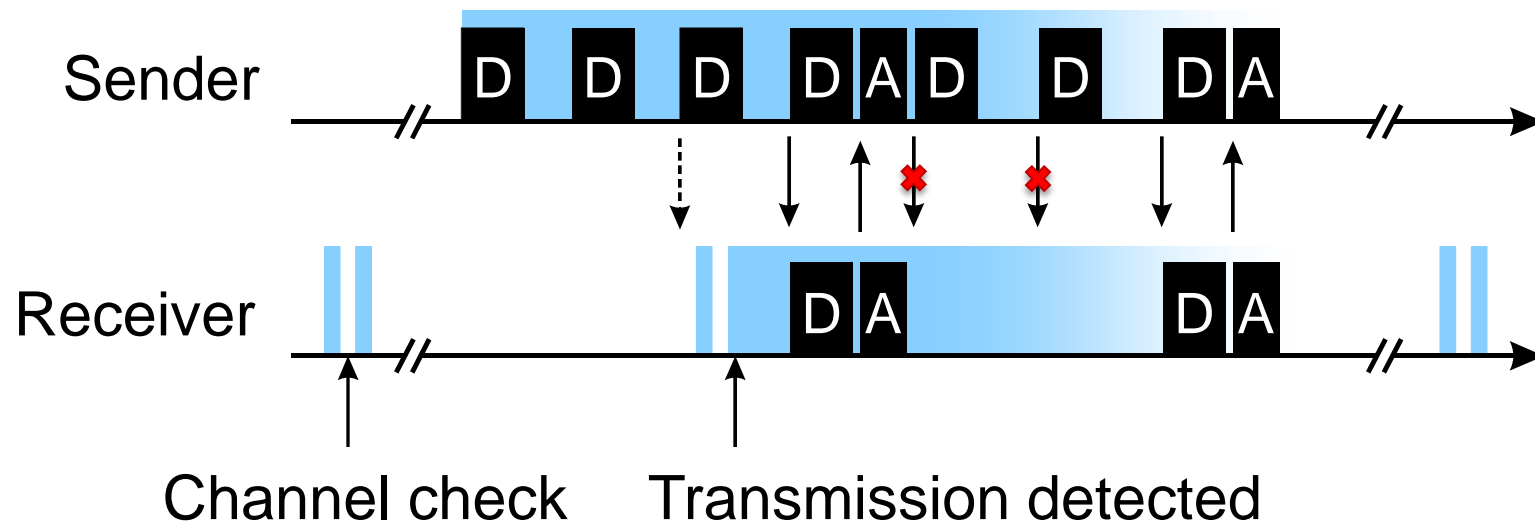 Sender D D D D A D D D A
Receiver D A D A
Channel check Transmission detected